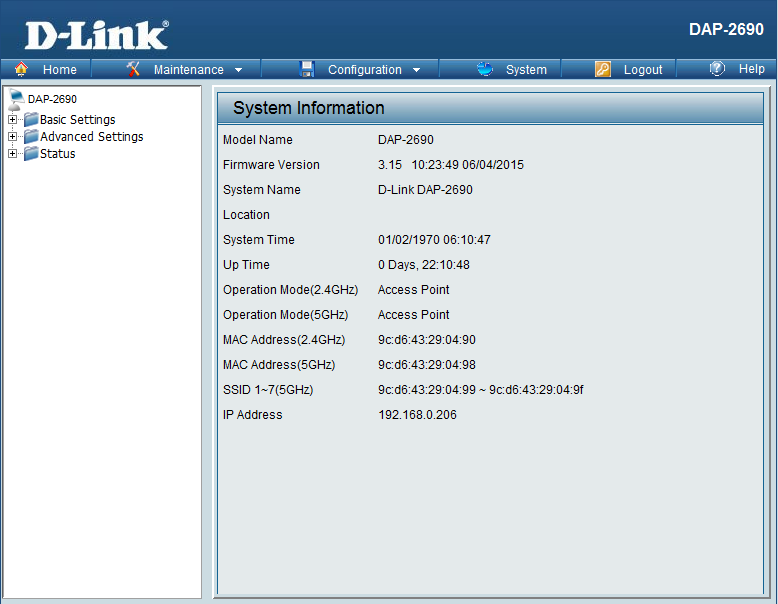 D-Link®
DAP-2690
Home Maintenance Configuration System Logout Help
DAP-2690
Basic Settings
Advanced Settings
Status
System Information
Model Name DAP-2690
Firmware Version 3.15 10:23:49 06/04/2015
System Name D-Link DAP-2690
Location
System Time 01/02/1970 06:10:47
Up Time 0 Days, 22:10:48
Operation Mode(2.4GHz) Access Point
Operation Mode(5GHz) Access Point
MAC Address(2.4GHz) 9c:d6:43:29:04:90
MAC Address(5GHz) 9c:d6:43:29:04:98
SSID 1~7(5GHz) 9c:d6:43:29:04:99 ~ 9c:d6:43:29:04:9f
IP Address 192.168.0.206